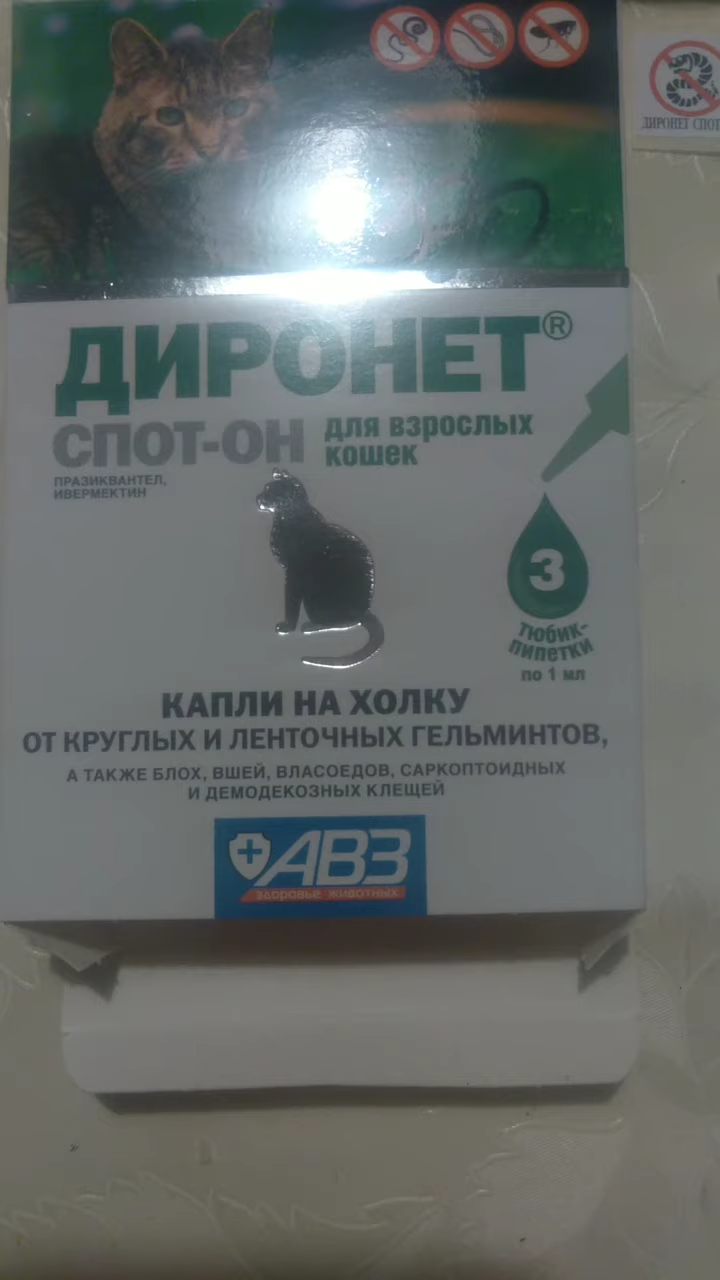 ДИРОНЕТ СПОТ
ДИРОНЕТ®
СПОТ-ОН
для взрослых
кошек
ПРАЗИКВАНТЕЛ,
ИВЕРМЕКТИН
3
тюбик-
пипетки
по 1 мл
КАПЛИ НА ХОЛКУ
ОТ КРУГЛЫХ И ЛЕНТОЧНЫХ ГЕЛЬМИНТОВ,
А ТАКЖЕ БЛОХ, ВШЕЙ, ВЛАСОЕДОВ, САРКОПТОИДНЫХ
И ДЕМОДЕКОЗНЫХ КЛЕЩЕЙ
АВЗ
здоровье животных